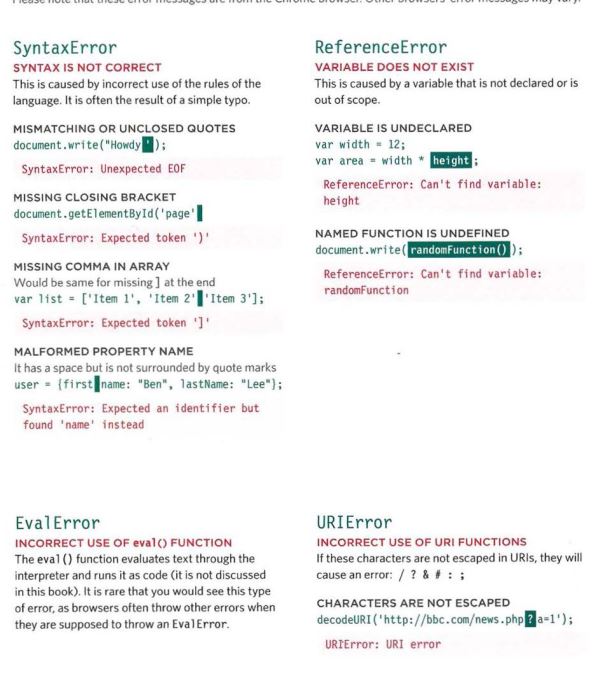 Please note that these error messages are from the Chrome browser. Other browsers' error messages may vary.
SyntaxError
SYNTAX IS NOT CORRECT
This is caused by incorrect use of the rules of the
language. It is often the result of a simple typo.
MISMATCHING OR UNCLOSED QUOTES
document.write("Howdy');
SyntaxError: Unexpected EOF
MISSING CLOSING BRACKET
document.getElementById('page'
SyntaxError: Expected token ')'
MISSING COMMA IN ARRAY
Would be same for missing ] at the end
var list = ['Item 1', 'Item 2' 'Item 3'];
SyntaxError: Expected token ']'
MALFORMED PROPERTY NAME
It has a space but is not surrounded by quote marks
user = {first name: "Ben", lastName: "Lee"};
SyntaxError: Expected an identifier but
found 'name' instead
ReferenceError
VARIABLE DOES NOT EXIST
This is caused by a variable that is not declared or is
out of scope.
VARIABLE IS UNDECLARED
var width = 12;
var area = width * height;
ReferenceError: Can't find variable:
height
NAMED FUNCTION IS UNDEFINED
document.write(randomFunction());
ReferenceError: Can't find variable:
randomFunction
EvalError
INCORRECT USE OF eval() FUNCTION
The eval() function evaluates text through the
interpreter and runs it as code (it is not discussed
in this book). It is rare that you would see this type
of error, as browsers often throw other errors when
they are supposed to throw an EvalError.
URIError
INCORRECT USE OF URI FUNCTIONS
If these characters are not escaped in URIs, they will
cause an error: / ? & # : ;
CHARACTERS ARE NOT ESCAPED
decodeURI('http://bbc.com/news.php?a=1');
URIError: URI error